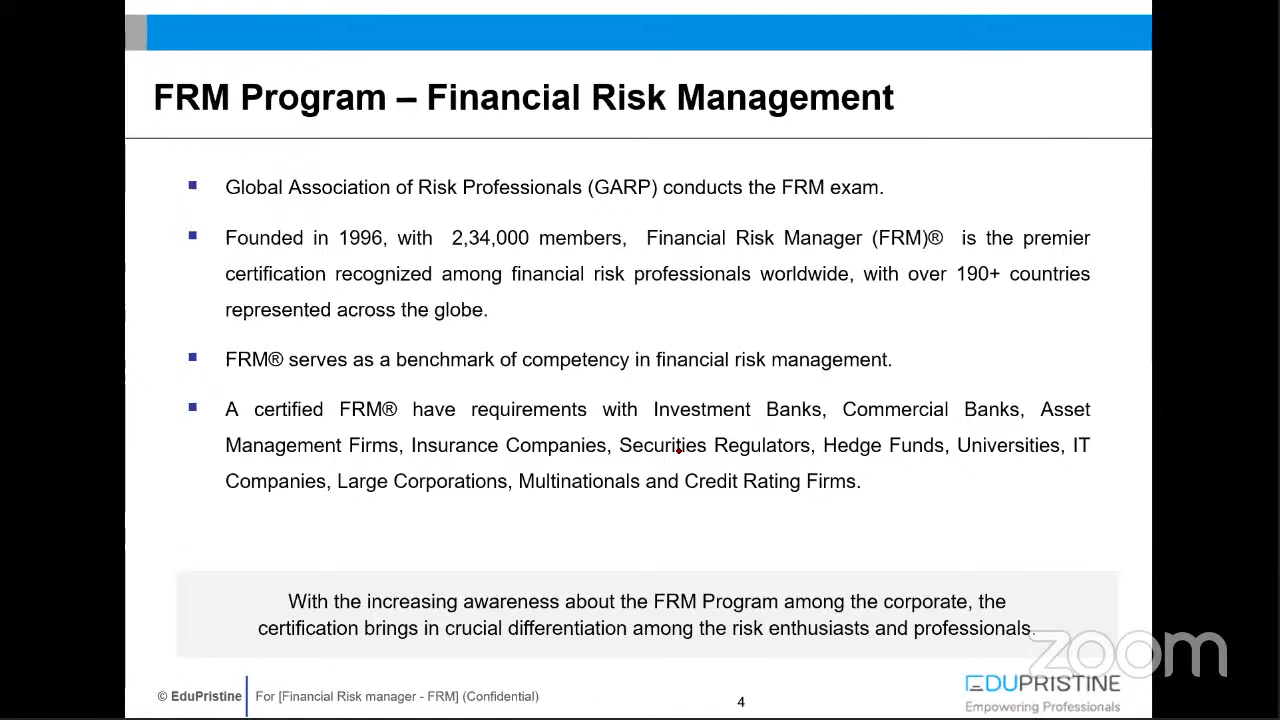 FRM Program – Financial Risk Management
Global Association of Risk Professionals (GARP) conducts the FRM exam.
Founded in 1996, with 2,34,000 members, Financial Risk Manager (FRM)® is the premier
certification recognized among financial risk professionals worldwide, with over 190+ countries
represented across the globe.
FRM® serves as a benchmark of competency in financial risk management.
A certified FRM® have requirements with Investment Banks, Commercial Banks, Asset
Management Firms, Insurance Companies, Securities Regulators, Hedge Funds, Universities, IT
Companies, Large Corporations, Multinationals and Credit Rating Firms.
With the increasing awareness about the FRM Program among the corporate, the
certification brings in crucial differentiation among the risk enthusiasts and professionals.
zoom
© EduPristine For [Financial Risk manager - FRM] (Confidential)
4
EDUPRISTINE
Empowering Professionals